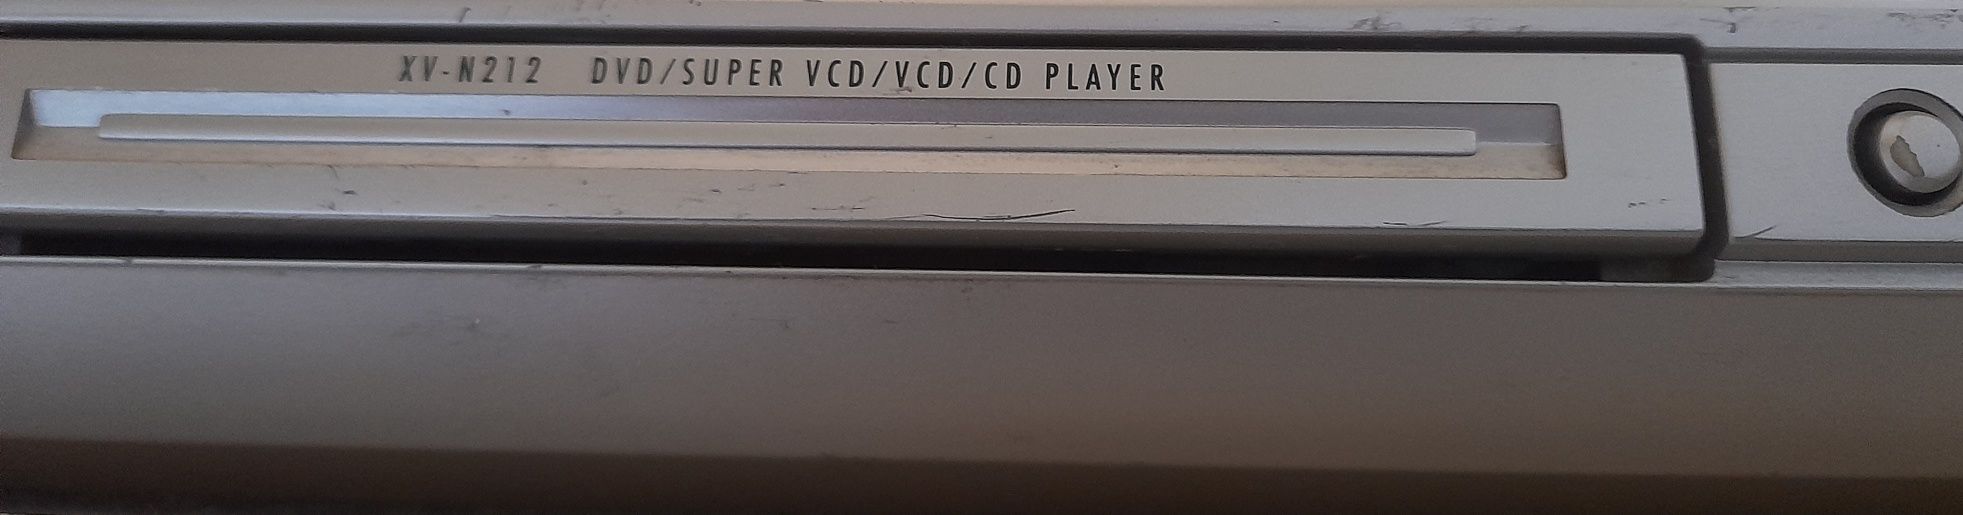 XV-N212 DVD/SUPER VCD/VCD/CD PLAYER